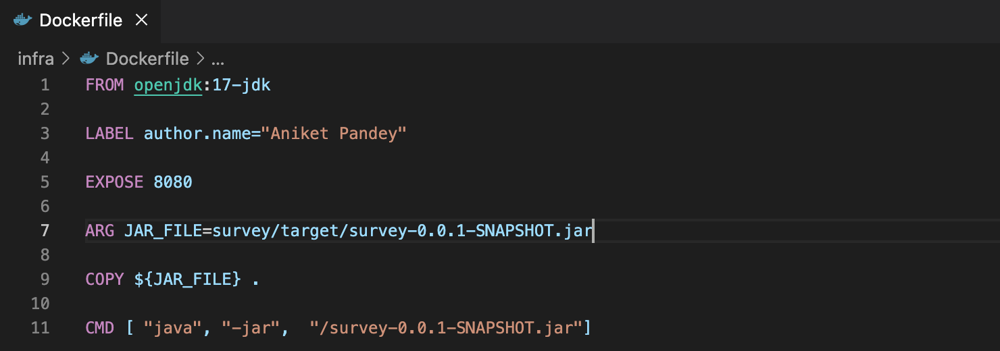 Dockerfile
infra > Dockerfile > ...
1 FROM openjdk:17-jdk
2
3 LABEL author.name="Aniket Pandey"
4
5 EXPOSE 8080
6
7 ARG JAR_FILE=survey/target/survey-0.0.1-SNAPSHOT.jar
8
9 COPY ${JAR_FILE} .
10
11 CMD [ "java", "-jar",  "/survey-0.0.1-SNAPSHOT.jar"]